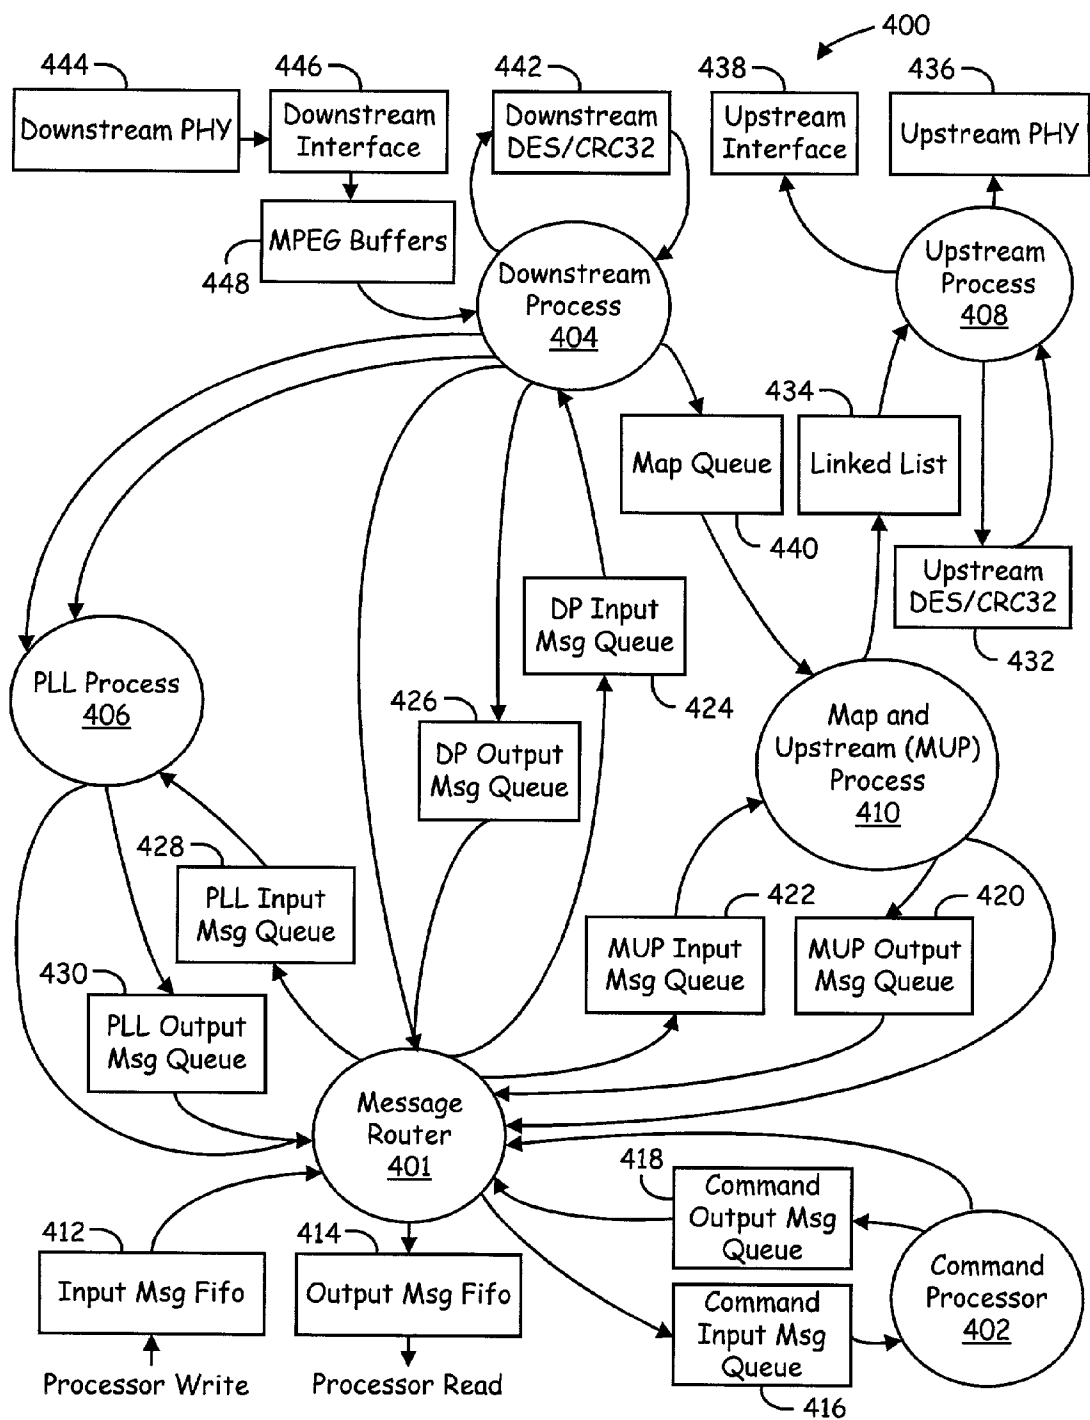 400
444
446
442
438
436
Downstream PHY
Downstream
Interface
Downstream
DES/CRC32
Upstream
Interface
Upstream PHY
MPEG Buffers
448
Downstream
Process
404
Upstream
Process
408
434
Map Queue
Linked List
440
Upstream
DES/CRC32
432
DP Input
Msg Queue
424
PLL Process
406
426
DP Output
Msg Queue
Map and
Upstream (MUP)
Process
410
428
PLL Input
Msg Queue
422
420
MUP Input
Msg Queue
MUP Output
Msg Queue
430
PLL Output
Msg Queue
Message
Router
401
418
Command
Output Msg
Queue
412
414
Input Msg Fifo
Output Msg Fifo
Command
Processor
402
Command
Input Msg
Queue
416
Processor Write
Processor Read